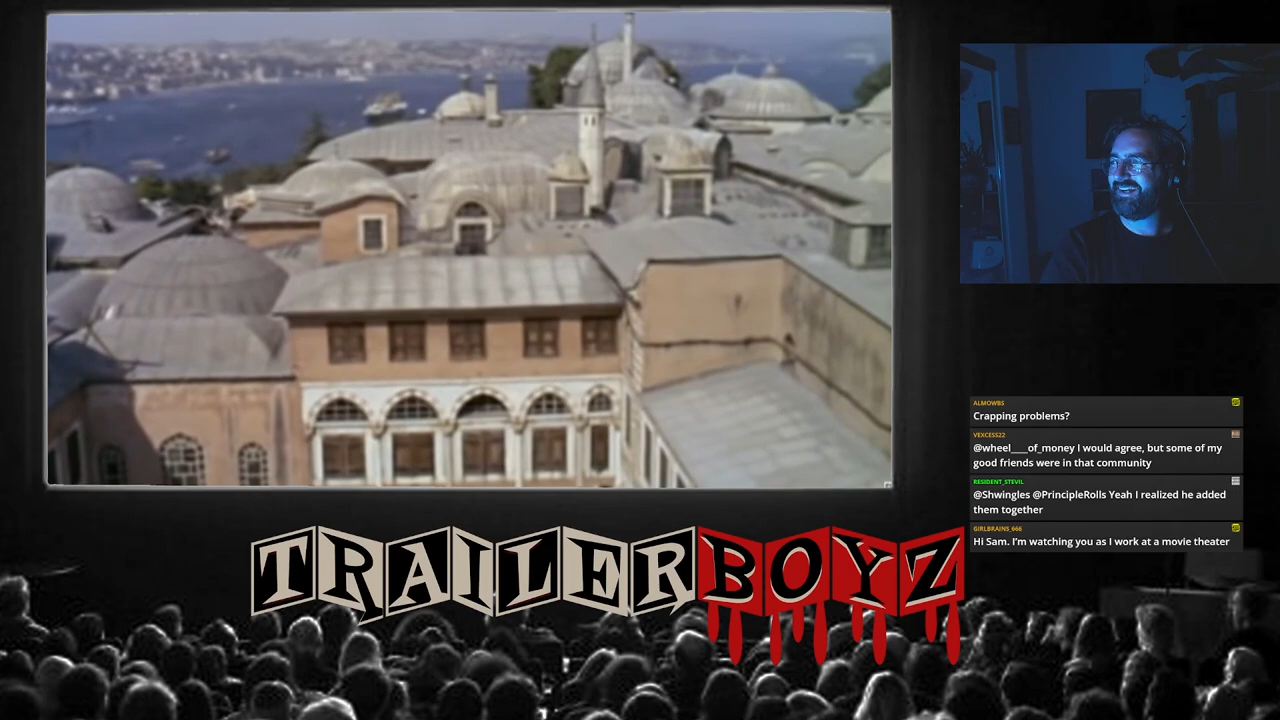 ALMOWBS
Crapping problems?
VEXCESS22
@wheel___of_money I would agree, but some of my
good friends were in that community
RESIDENT_STEVIL
@Shwingles @PrincipleRolls Yeah I realized he added
them together
GIRLBRAINS_666
Hi Sam. I'm watching you as I work at a movie theater
TRAILERBOYZ